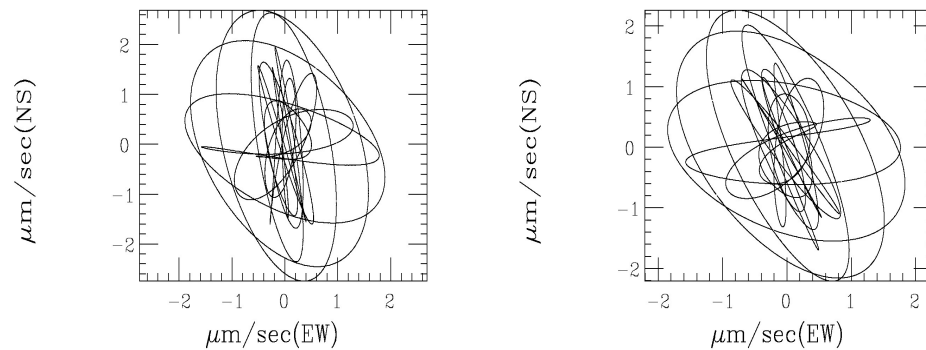 μm/sec(NS)
2
1
0
−1
−2
−2 −1 0 1 2
μm/sec(EW)
μm/sec(NS)
2
1
0
−1
−2
−2 −1 0 1 2
μm/sec(EW)